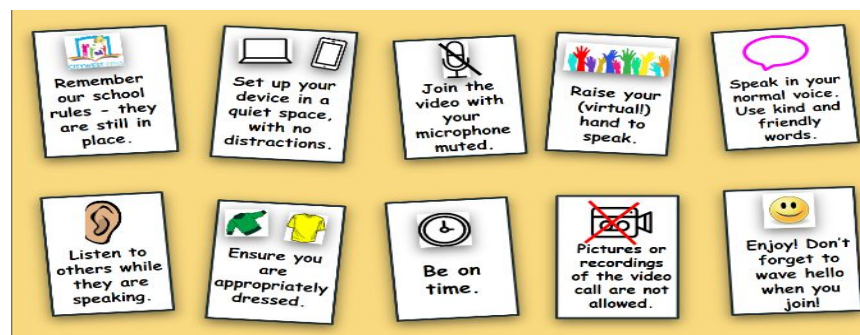 Remember
our school
rules – they
are still in
place.
Set up your
device in a
quiet space,
with no
distractions.
Join the
video with
your
microphone
muted.
Raise your
(virtual!)
hand to
speak.
Speak in your
normal voice.
Use kind and
friendly
words.
Listen to
others while
they are
speaking.
Ensure you
are
appropriately
dressed.
Be on
time.
Pictures or
recordings
of the video
call are not
allowed.
Enjoy! Don't
forget to
wave hello
when you
join!